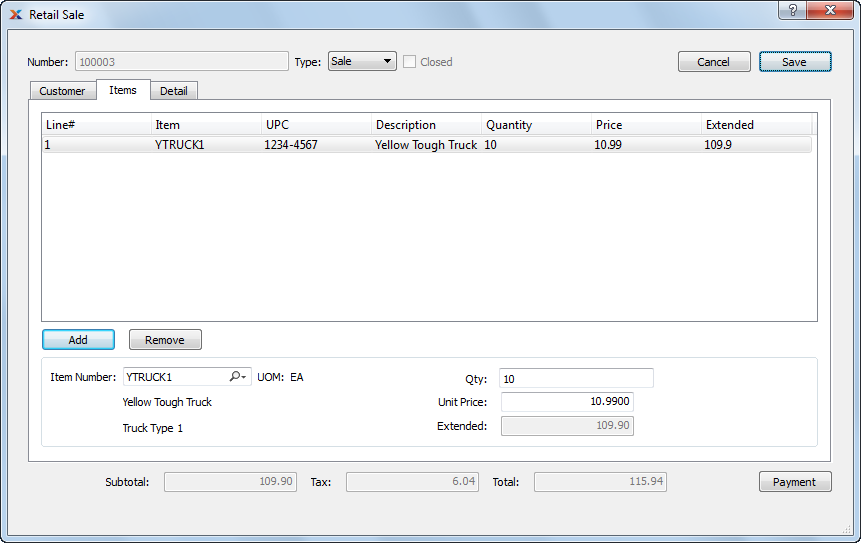 Retail Sale
Number: 100003 Type: Sale Closed Cancel Save
Customer Items Detail
Line# Item UPC Description Quantity Price Extended
1 YTRUCK1 1234-4567 Yellow Tough Truck 10 10.99 109.9
Add Remove
Item Number: YTRUCK1 UOM: EA Qty: 10
Yellow Tough Truck Unit Price: 10.9900
Truck Type 1 Extended: 109.90
Subtotal: 109.90 Tax: 6.04 Total: 115.94 Payment